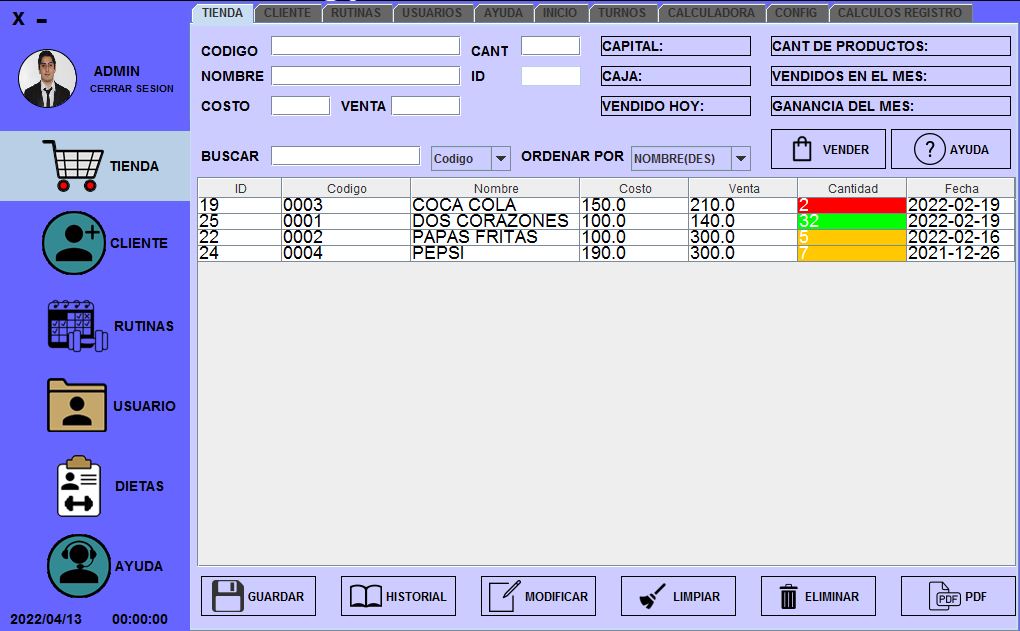 X -
TIENDA CLIENTE RUTINAS USUARIOS AYUDA INICIO TURNOS CALCULADORA CONFIG CALCULOS REGISTRO
ADMIN
CERRAR SESION
TIENDA
CLIENTE
RUTINAS
USUARIO
DIETAS
AYUDA
2022/04/13 00:00:00
CODIGO CANT CAPITAL: CANT DE PRODUCTOS:
NOMBRE ID CAJA: VENDIDOS EN EL MES:
COSTO VENTA VENDIDO HOY: GANANCIA DEL MES:
BUSCAR Codigo ORDENAR POR NOMBRE(DES) VENDER ? AYUDA
ID Codigo Nombre Costo Venta Cantidad Fecha
19 0003 COCA COLA 150.0 210.0 2 2022-02-19
25 0001 DOS CORAZONES 100.0 140.0 32 2022-02-19
22 0002 PAPAS FRITAS 100.0 300.0 5 2022-02-16
24 0004 PEPSI 190.0 300.0 7 2021-12-26
GUARDAR HISTORIAL MODIFICAR LIMPIAR ELIMINAR PDF PDF